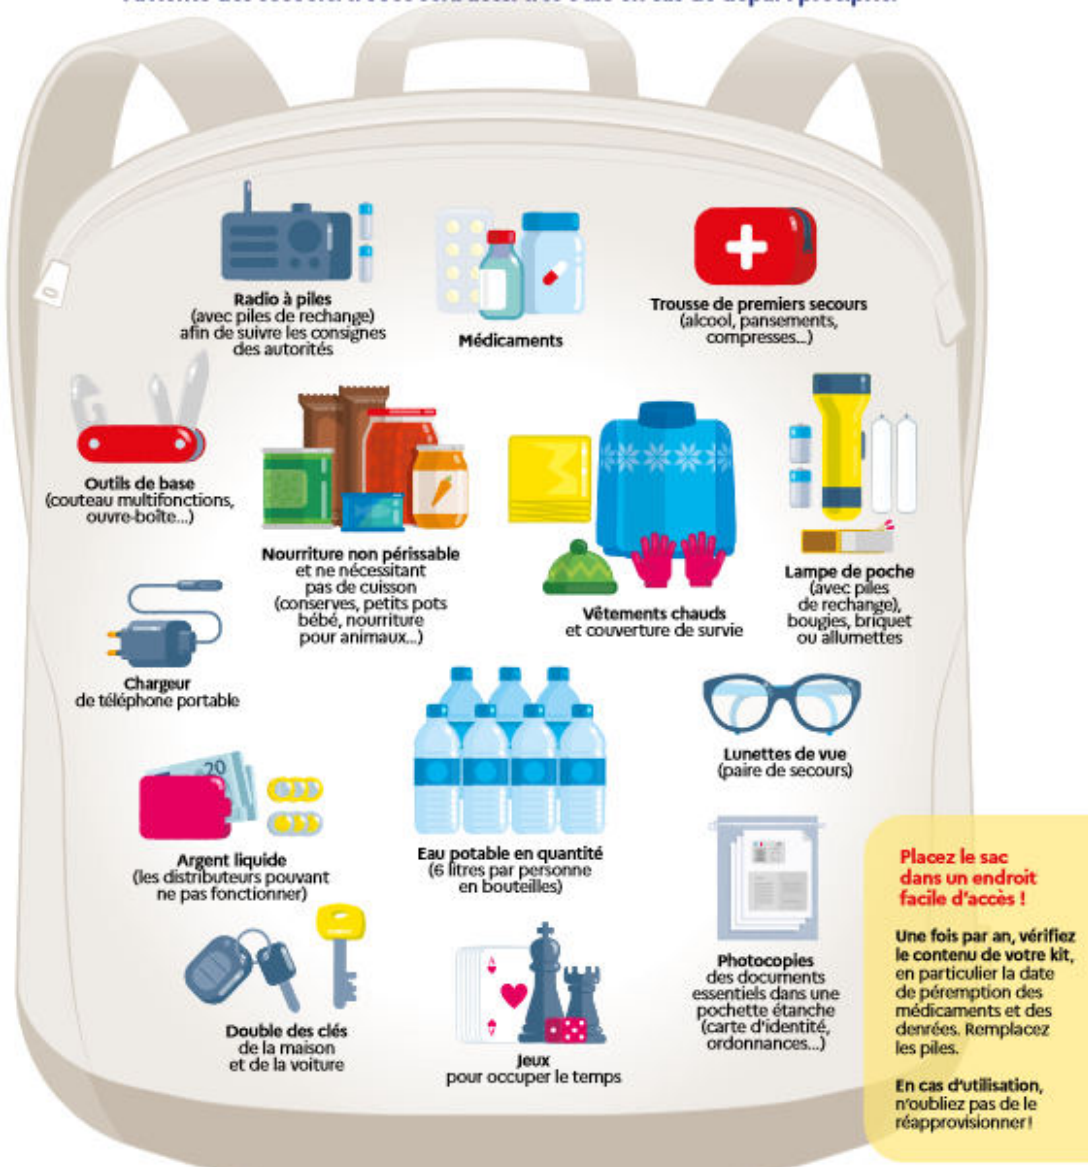 Radio à piles
(avec piles de rechange)
afin de suivre les consignes
des autorités
Médicaments
Trousse de premiers secours
(alcool, pansements,
compresses...)
Outils de base
(couteau multifonctions,
ouvre-boîte...)
Nourriture non périssable
et ne nécessitant
pas de cuisson
(conserves, petits pots
bébé, nourriture
pour animaux...)
Vêtements chauds
et couverture de survie
Lampe de poche
(avec piles
de rechange),
bougies, briquet
ou allumettes
Chargeur
de téléphone portable
Lunettes de vue
(paire de secours)
20
Argent liquide
(les distributeurs pouvant
ne pas fonctionner)
Eau potable en quantité
(6 litres par personne
en bouteilles)
Photocopies
des documents
essentiels dans une
pochette étanche
(carte d'identité,
ordonnances...)
Double des clés
de la maison
et de la voiture
A
A
Jeux
pour occuper le temps
Placez le sac
dans un endroit
facile d'accès !
Une fois par an, vérifiez
le contenu de votre kit,
en particulier la date
de péremption des
médicaments et des
denrées. Remplacez
les piles.
En cas d'utilisation,
n'oubliez pas de le
réapprovisionner !